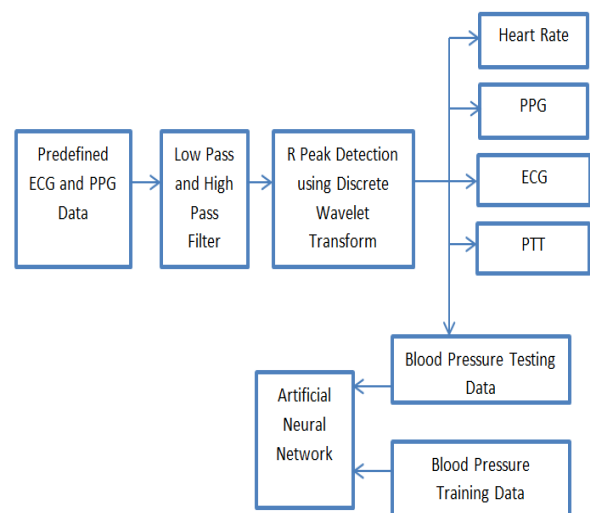 Heart Rate
PPG
Predefined
ECG and PPG
Data
Low Pass
and High
Pass
Filter
R Peak Detection
using Discrete
Wavelet
Transform
ECG
PTT
Blood Pressure Testing
Data
Artificial
Neural
Network
Blood Pressure
Training Data